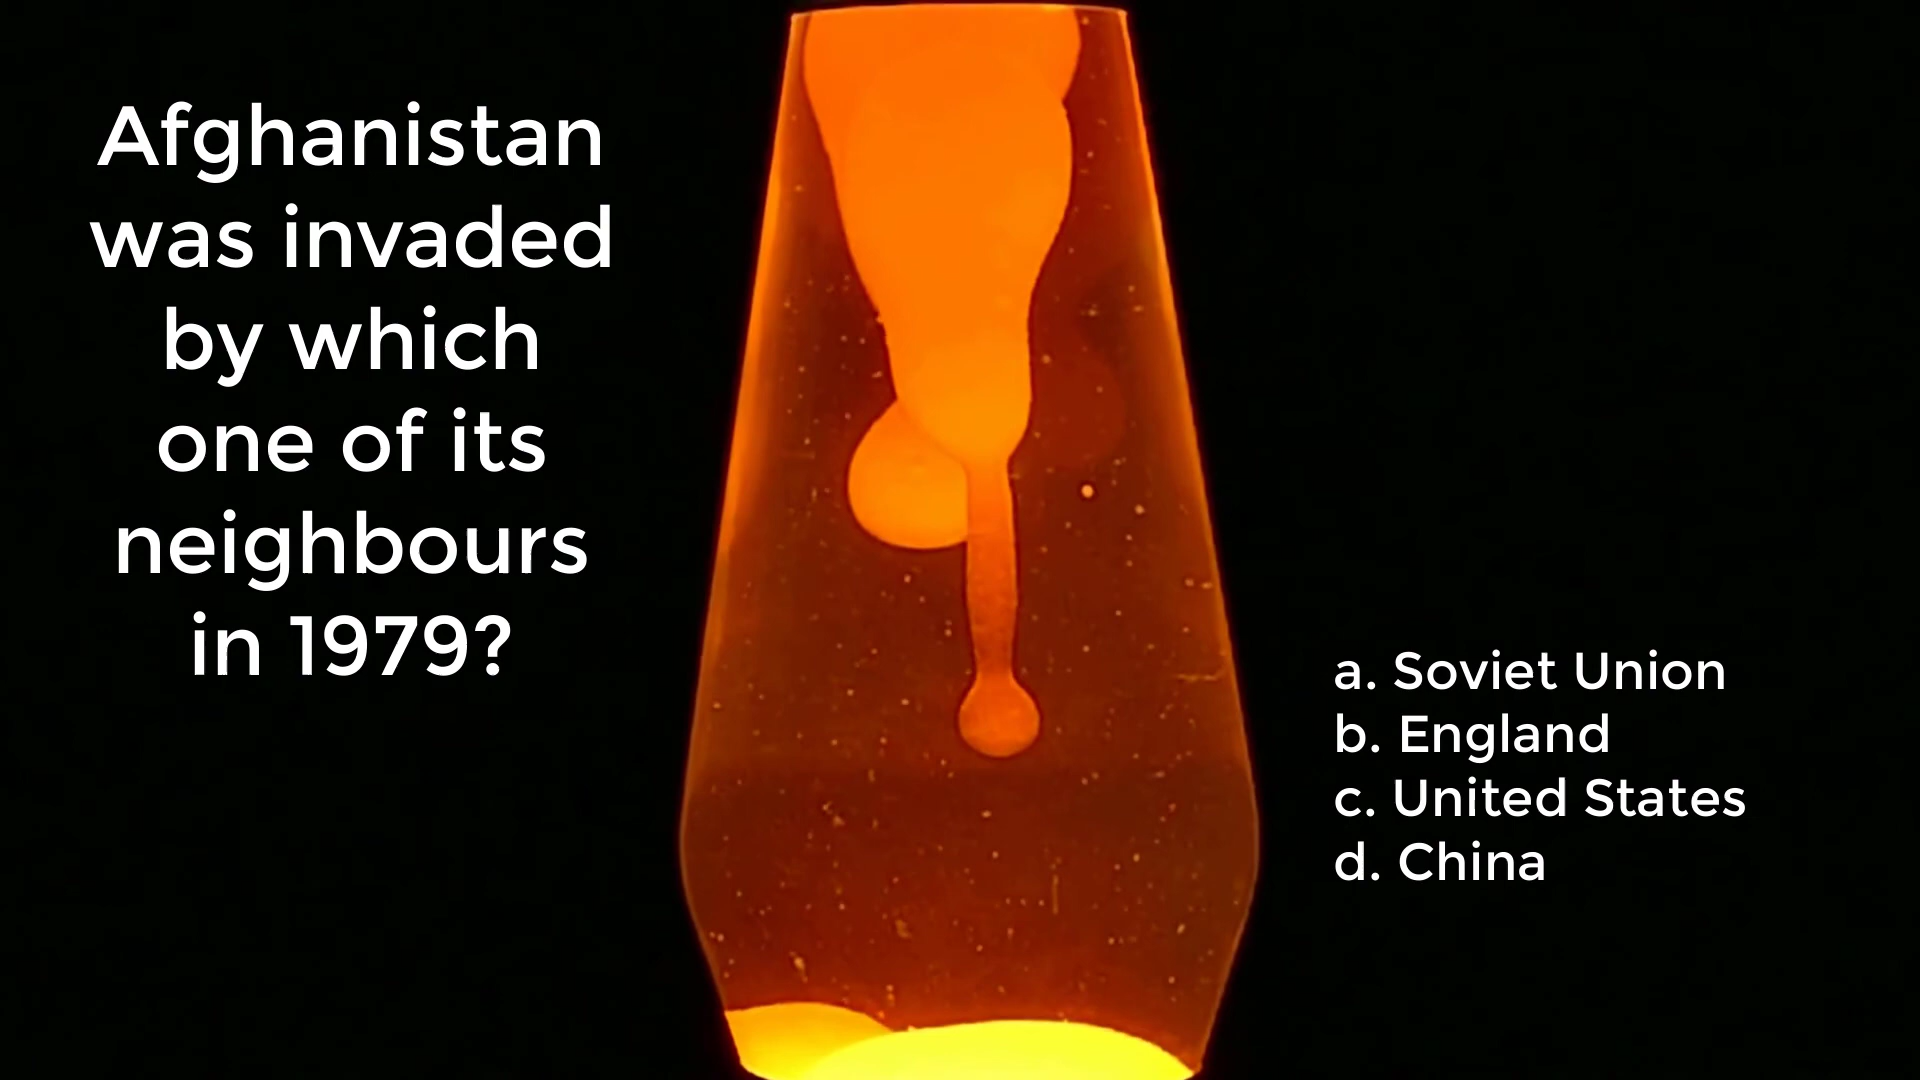 Afghanistan
was invaded
by which
one of its
neighbours
in 1979?
a. Soviet Union
b. England
c. United States
d. China